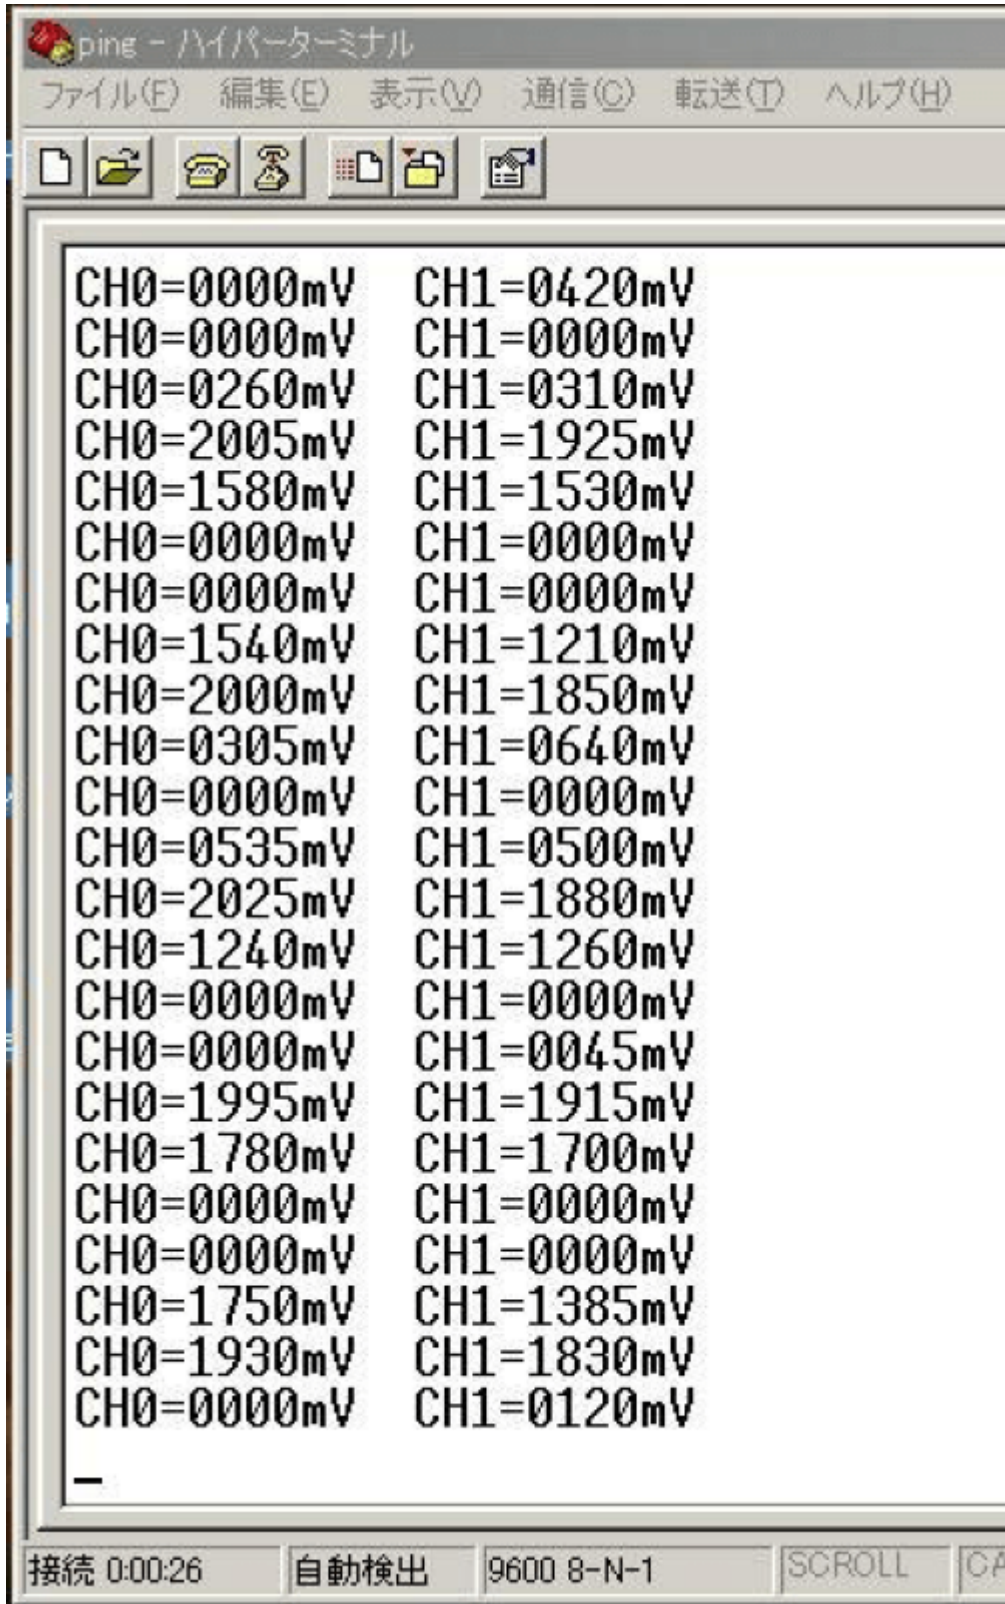 ping - ハイパーターミナル
ファイル(F) 編集(E) 表示(V) 通信(C) 転送(T) ヘルプ(H)
CH0=0000mV CH1=0420mV
CH0=0000mV CH1=0000mV
CH0=0260mV CH1=0310mV
CH0=2005mV CH1=1925mV
CH0=1580mV CH1=1530mV
CH0=0000mV CH1=0000mV
CH0=0000mV CH1=0000mV
CH0=1540mV CH1=1210mV
CH0=2000mV CH1=1850mV
CH0=0305mV CH1=0640mV
CH0=0000mV CH1=0000mV
CH0=0535mV CH1=0500mV
CH0=2025mV CH1=1880mV
CH0=1240mV CH1=1260mV
CH0=0000mV CH1=0000mV
CH0=0000mV CH1=0045mV
CH0=1995mV CH1=1915mV
CH0=1780mV CH1=1700mV
CH0=0000mV CH1=0000mV
CH0=0000mV CH1=0000mV
CH0=1750mV CH1=1385mV
CH0=1930mV CH1=1830mV
CH0=0000mV CH1=0120mV
接続 0:00:26 自動検出 9600 8-N-1 SCROLL